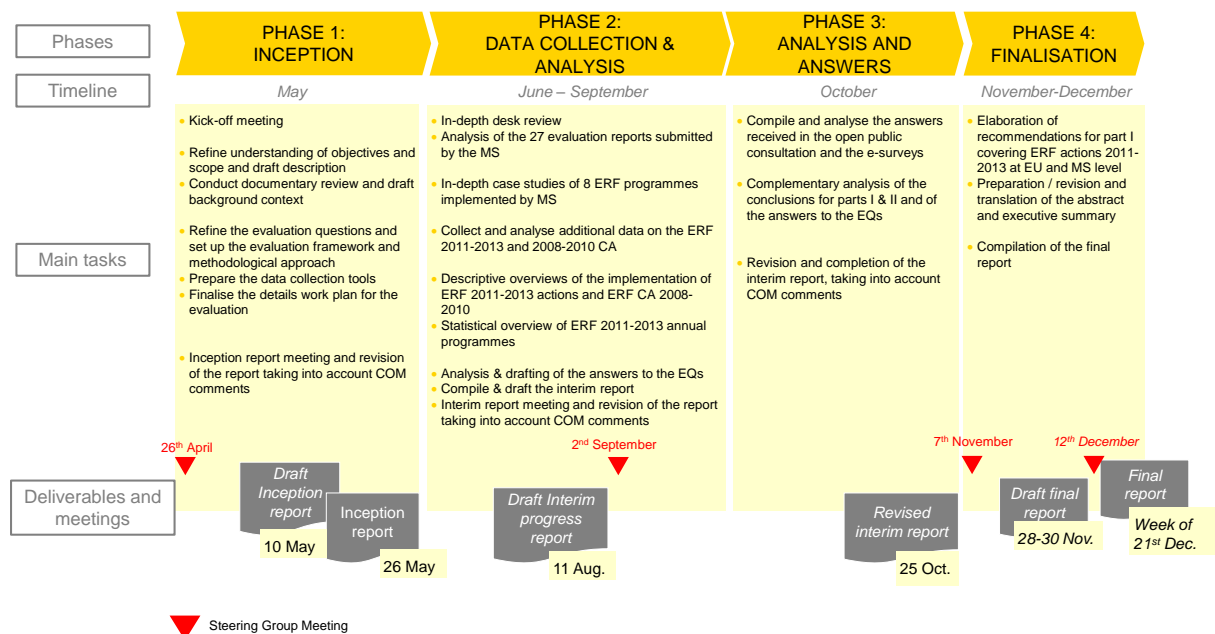 Phases
PHASE 1:
INCEPTION
PHASE 2:
DATA COLLECTION &
ANALYSIS
PHASE 3:
ANALYSIS AND
ANSWERS
PHASE 4:
FINALISATION
Timeline
May
June – September
October
November-December
Main tasks
• Kick-off meeting
• Refine understanding of objectives and
scope and draft description
• Conduct documentary review and draft
background context
• Refine the evaluation questions and
set up the evaluation framework and
methodological approach
• Prepare the data collection tools
• Finalise the details work plan for the
evaluation
• Inception report meeting and revision
of the report taking into account COM
comments
• In-depth desk review
• Analysis of the 27 evaluation reports submitted
by the MS
• In-depth case studies of 8 ERF programmes
implemented by MS
• Collect and analyse additional data on the ERF
2011-2013 and 2008-2010 CA
• Descriptive overviews of the implementation of
ERF 2011-2013 actions and ERF CA 2008-
2010
• Statistical overview of ERF 2011-2013 annual
programmes
• Analysis & drafting of the answers to the EQs
• Compile & draft the interim report
• Interim report meeting and revision of the report
taking into account COM comments
• Compile and analyse the answers
received in the open public
consultation and the e-surveys
• Complementary analysis of the
conclusions for parts I & II and of
the answers to the EQs
• Revision and completion of the
interim report, taking into account
COM comments
• Elaboration of
recommendations for part I
covering ERF actions 2011-
2013 at EU and MS level
• Preparation / revision and
translation of the abstract
and executive summary
• Compilation of the final
report
Deliverables and
meetings
26th April
2nd September
7th November
12th December
Draft
Inception
report
10 May
Inception
report
26 May
Draft Interim
progress
report
11 Aug.
Revised
interim report
25 Oct.
Draft final
report
28-30 Nov.
Final
report
Week of
21st Dec.
Steering Group Meeting